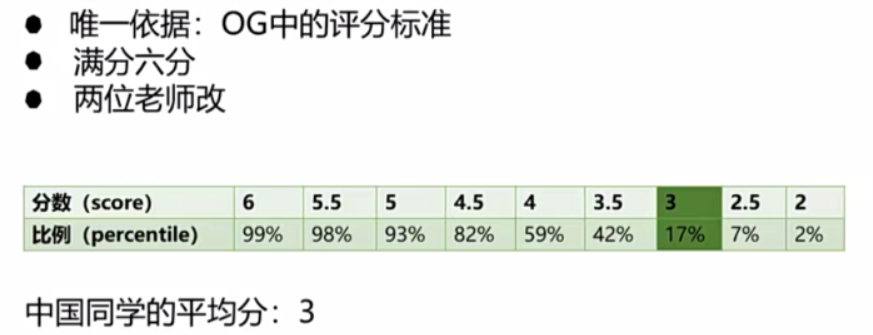 ● 唯一依据：OG中的评分标准
● 满分六分
● 两位老师改
分数（score） 6 5.5 5 4.5 4 3.5 3 2.5 2
比例（percentile） 99% 98% 93% 82% 59% 42% 17% 7% 2%
中国同学的平均分：3